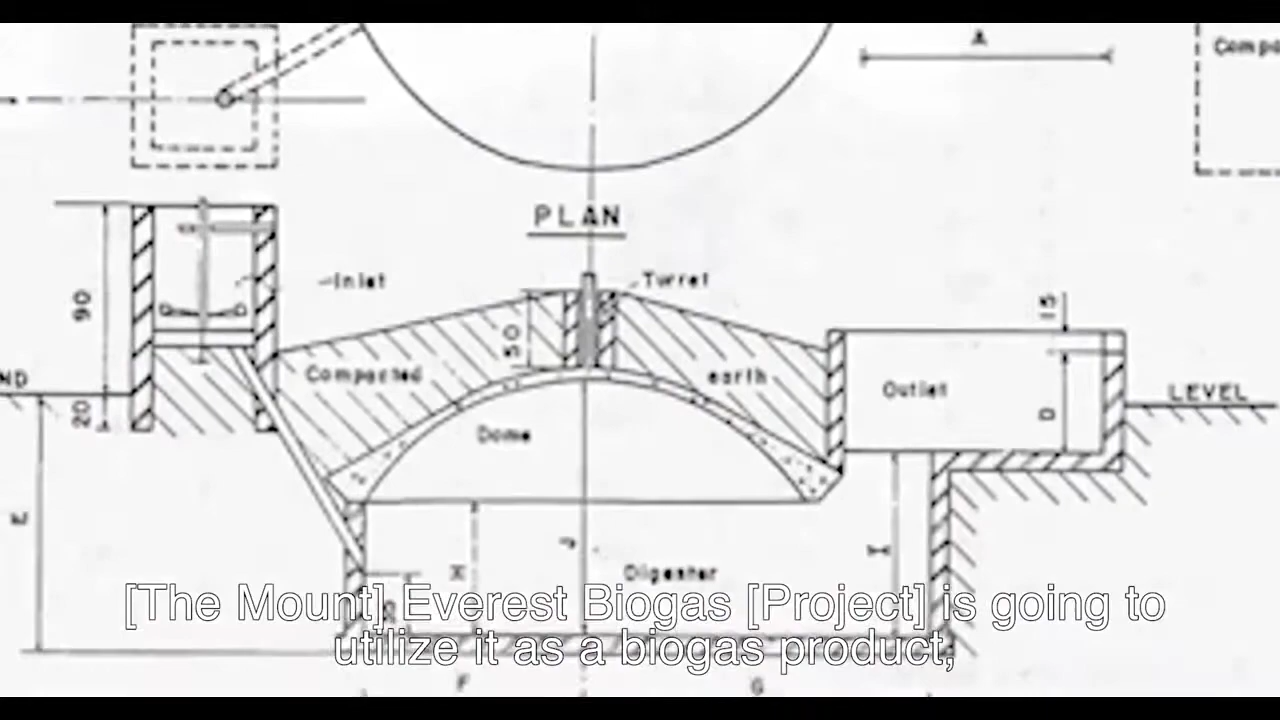 A
Compo
PLAN
Inlet
Turret
90
50
15
Compacted
earth
Outlet
ND
LEVEL
20
D
Dome
E
H
J
I
Digester
[The Mount] Everest Biogas [Project] is going to
utilize it as a biogas product,
F
G